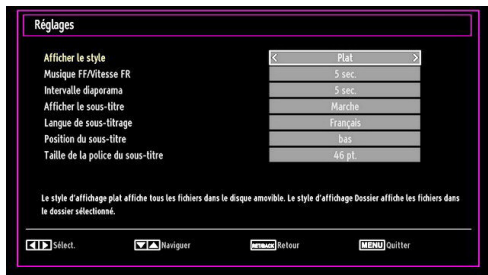 Réglages
Afficher le style Plat
Musique FF/Vitesse FR 5 sec.
Intervalle diaporama 5 sec.
Afficher le sous-titre Marche
Langue de sous-titrage Français
Position du sous-titre bas
Taille de la police du sous-titre 46 pt.
Le style d'affichage plat affiche tous les fichiers dans le disque amovible. Le style d'affichage Dossier affiche les fichiers dans
le dossier sélectionné.
Sélect. Naviguer RET/BACK Retour MENU Quitter